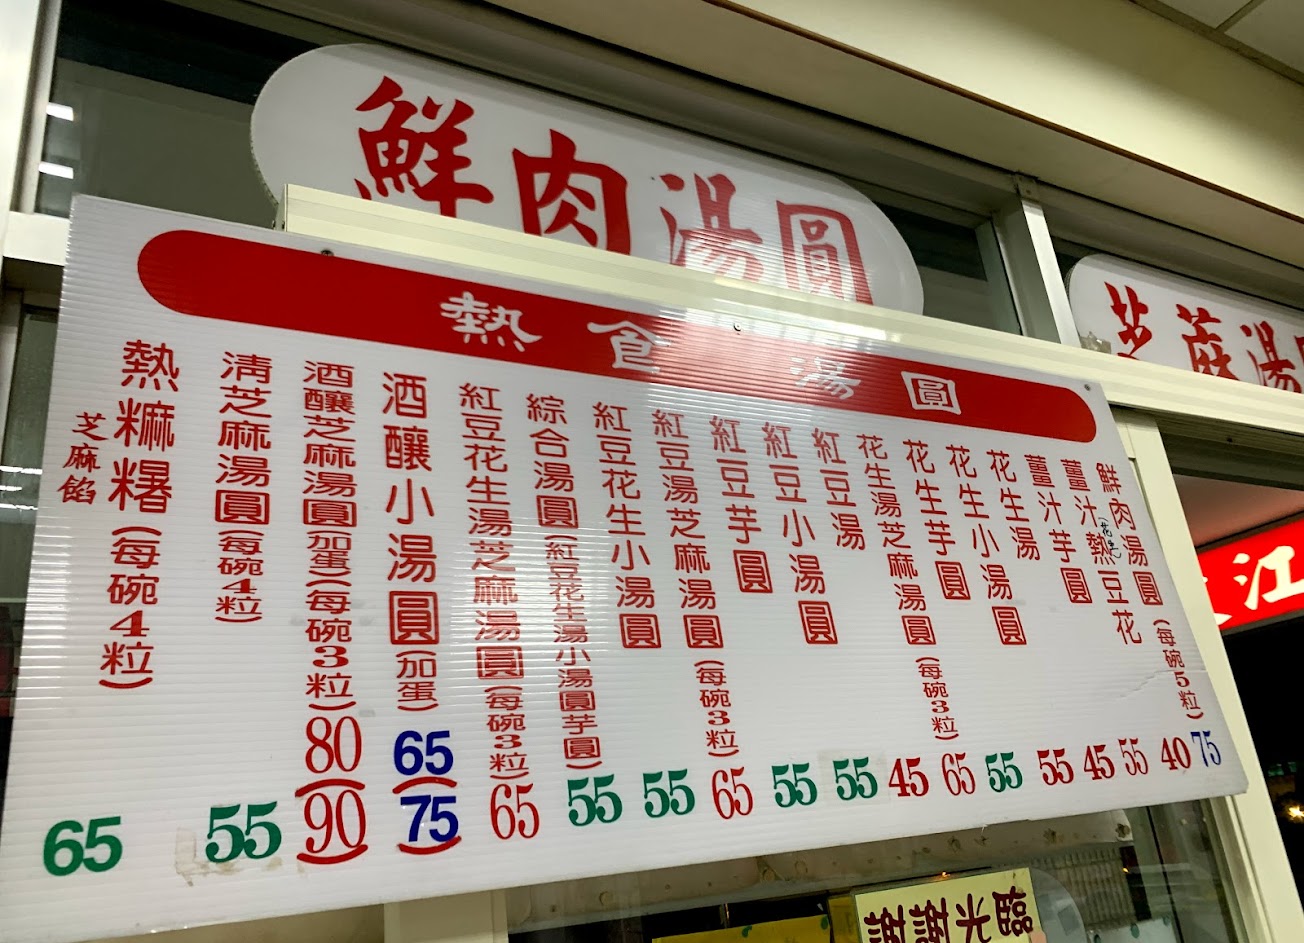 鮮肉湯圓
芝蔴湯圓
熱食湯圓
鮮肉湯圓(每碗5粒) 75
薑汁(花生)熱豆花 40
薑汁芋圓 55
花生湯 45
花生小湯圓 55
花生芋圓 55
花生湯芝麻湯圓(每碗3粒) 65
紅豆湯 45
紅豆小湯圓 55
紅豆芋圓 55
紅豆湯芝麻湯圓(每碗3粒) 65
紅豆花生小湯圓 55
綜合湯圓(紅豆花生湯小湯圓芋圓) 55
紅豆花生湯芝麻湯圓(每碗3粒) 65
酒釀小湯圓(加蛋) 65(75)
酒釀芝麻湯圓(加蛋)(每碗3粒) 80(90)
清芝麻湯圓(每碗4粒) 55
熱麻糬(每碗4粒) 65
芝麻餡
江
謝謝光臨